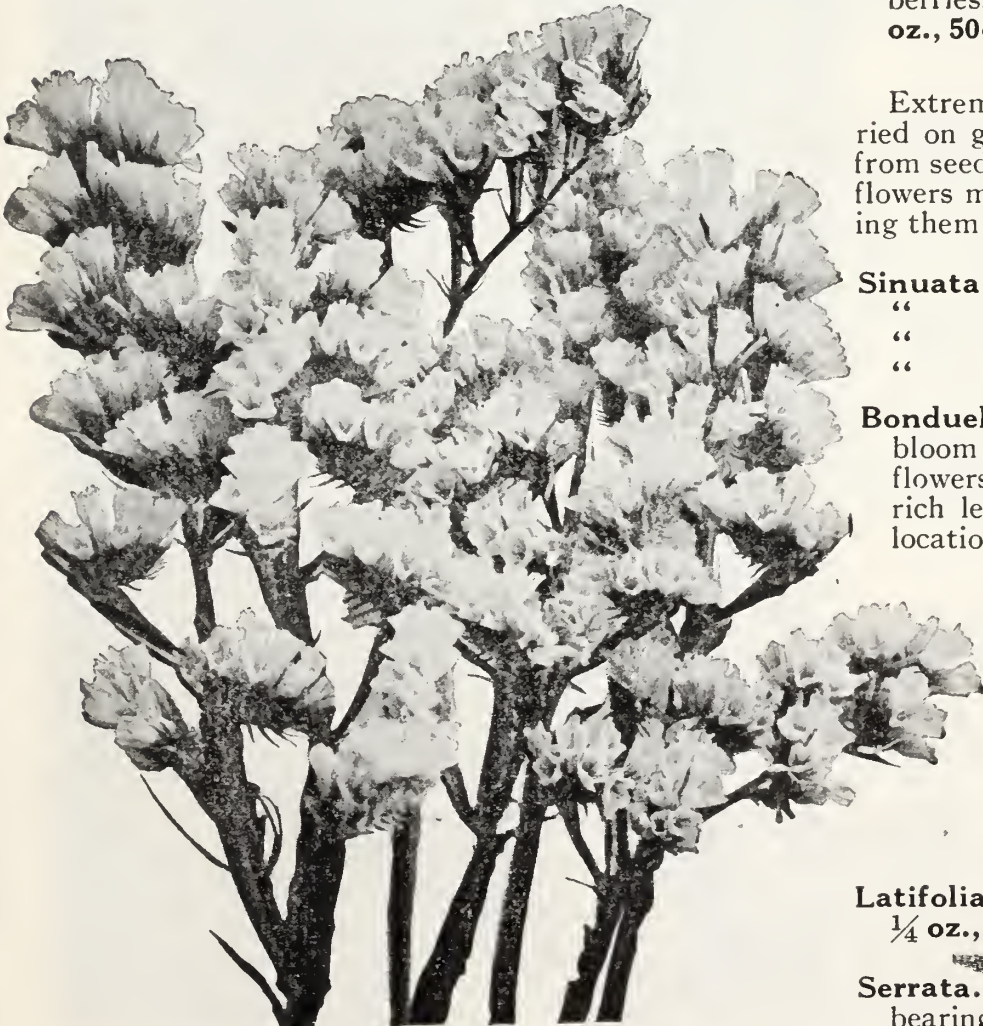 berries.
oz., 50
Extrem
ried on g
from seed
flowers m
ing them
Sinuata
“
“
“
Bonduel
bloom
flowers
rich le
locatio
Latifolia
¼ oz.,
Serrata.
bearing